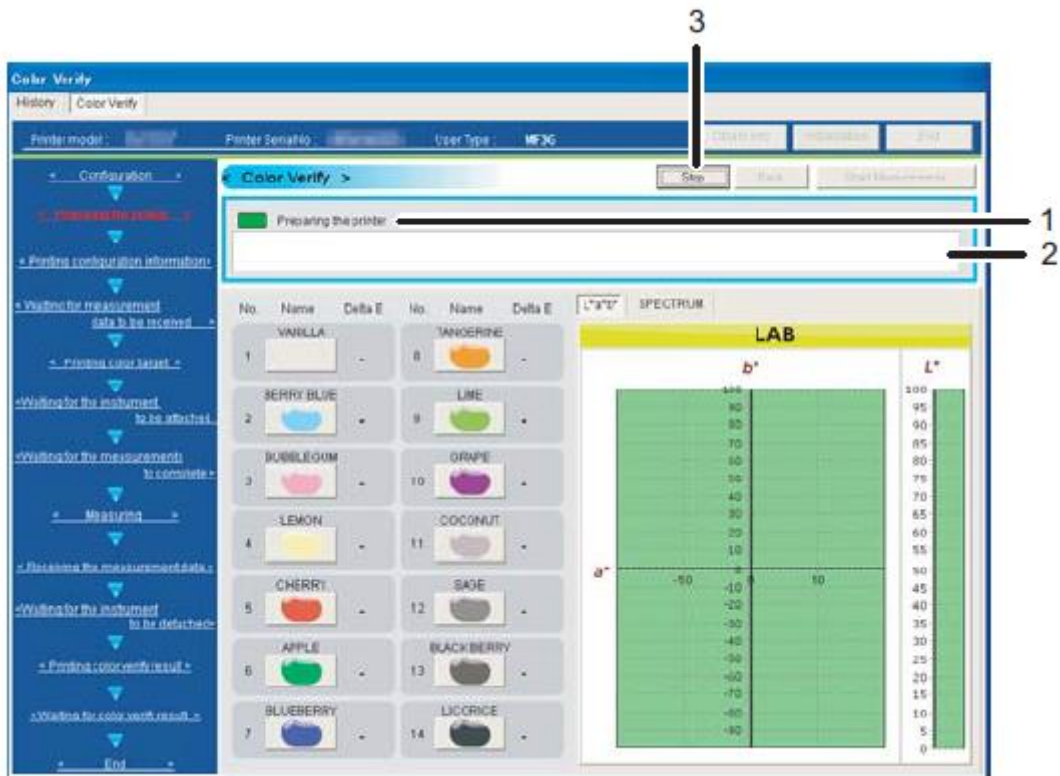 3
Color Verify
History Color Verify
Printer model : Printer Serial No : User Type : MF3G End
< Configuration >
< Color Verify > Stop Back Start Measurements
< Preparing the printer >
Preparing the printer 1
2
< Printing configuration information>
< Waiting for measurement
data to be received >
< Printing color target >
<Waiting for the instrument
to be attached
<Waiting for the measurements
to complete >
< Measuring >
< Receiving the measurement data >
<Waiting for the instrument
to be detached>
< Printing color verify result >
<Waiting for color verify result >
< End >
No. Name Delta E No. Name Delta E
1 VANILLA - 8 TANGERINE -
2 BERRY BLUE - 9 LIME -
3 BUBBLEGUM - 10 GRAPE -
4 LEMON - 11 COCONUT -
5 CHERRY - 12 SAGE -
6 APPLE - 13 BLACKBERRY -
7 BLUEBERRY - 14 LICORICE -
L*a*b* SPECTRUM
LAB
b* L*
a*
100
90
80
70
60
50
40
30
20
10
0
-10
-20
-30
-40
-50
-60
-70
-80
-90
-50 0 50
100
95
90
85
80
75
70
65
60
55
50
45
40
35
30
25
20
15
10
5
0